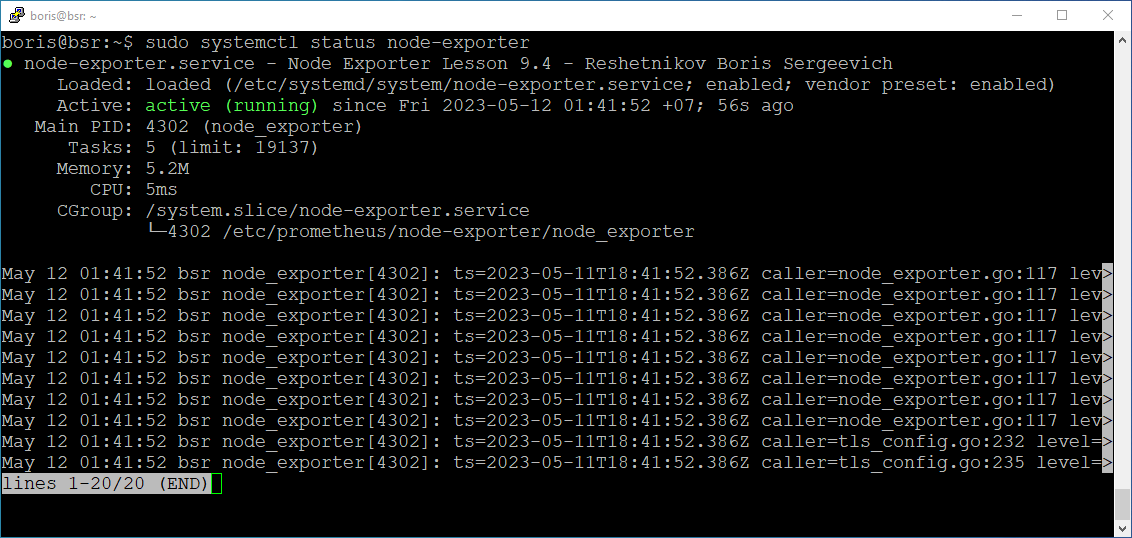 boris@bsr: ~
boris@bsr:~$ sudo systemctl status node-exporter
● node-exporter.service - Node Exporter Lesson 9.4 - Reshetnikov Boris Sergeevich
     Loaded: loaded (/etc/systemd/system/node-exporter.service; enabled; vendor preset: enabled)
     Active: active (running) since Fri 2023-05-12 01:41:52 +07; 56s ago
   Main PID: 4302 (node_exporter)
      Tasks: 5 (limit: 19137)
     Memory: 5.2M
        CPU: 5ms
     CGroup: /system.slice/node-exporter.service
             └─4302 /etc/prometheus/node-exporter/node_exporter
May 12 01:41:52 bsr node_exporter[4302]: ts=2023-05-11T18:41:52.386Z caller=node_exporter.go:117 lev>
May 12 01:41:52 bsr node_exporter[4302]: ts=2023-05-11T18:41:52.386Z caller=node_exporter.go:117 lev>
May 12 01:41:52 bsr node_exporter[4302]: ts=2023-05-11T18:41:52.386Z caller=node_exporter.go:117 lev>
May 12 01:41:52 bsr node_exporter[4302]: ts=2023-05-11T18:41:52.386Z caller=node_exporter.go:117 lev>
May 12 01:41:52 bsr node_exporter[4302]: ts=2023-05-11T18:41:52.386Z caller=node_exporter.go:117 lev>
May 12 01:41:52 bsr node_exporter[4302]: ts=2023-05-11T18:41:52.386Z caller=node_exporter.go:117 lev>
May 12 01:41:52 bsr node_exporter[4302]: ts=2023-05-11T18:41:52.386Z caller=node_exporter.go:117 lev>
May 12 01:41:52 bsr node_exporter[4302]: ts=2023-05-11T18:41:52.386Z caller=node_exporter.go:117 lev>
May 12 01:41:52 bsr node_exporter[4302]: ts=2023-05-11T18:41:52.386Z caller=tls_config.go:232 level=>
May 12 01:41:52 bsr node_exporter[4302]: ts=2023-05-11T18:41:52.386Z caller=tls_config.go:235 level=>
lines 1-20/20 (END)